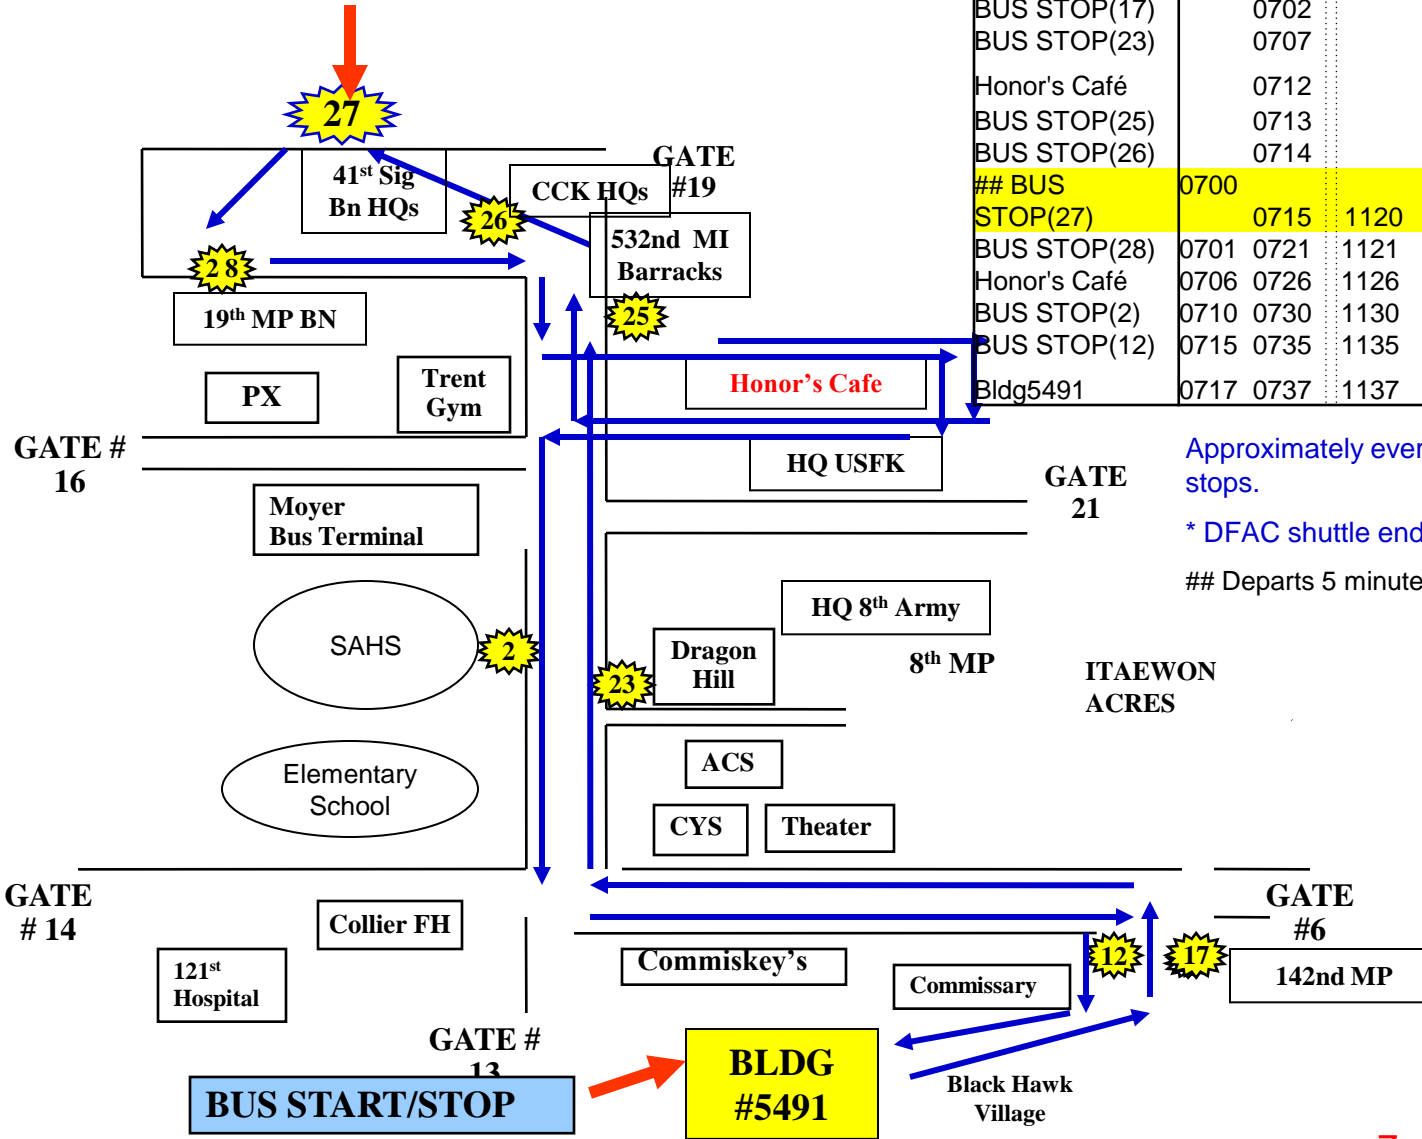 BUS STOP(17) 0702
BUS STOP(23) 0707
Honor's Café 0712
BUS STOP(25) 0713
BUS STOP(26) 0714
## BUS 0700
STOP(27) 0715 1120
BUS STOP(28) 0701 0721 1121
Honor's Café 0706 0726 1126
BUS STOP(2) 0710 0730 1130
BUS STOP(12) 0715 0735 1135
Bldg5491 0717 0737 1137
27
41st Sig
Bn HQs
GATE
#19
CCK HQs
26
532nd MI
Barracks
28
19th MP BN
25
PX
Trent
Gym
Honor's Cafe
GATE #
16
HQ USFK
GATE
21
Approximately ever
stops.
* DFAC shuttle end
## Departs 5 minute
Moyer
Bus Terminal
SAHS
2
HQ 8th Army
Dragon
Hill
23
8th MP
ITAEWON
ACRES
Elementary
School
ACS
CYS
Theater
GATE
# 14
Collier FH
GATE
#6
121st
Hospital
Commiskey's
12
17
142nd MP
Commissary
GATE #
13
BUS START/STOP
BLDG
#5491
Black Hawk
Village